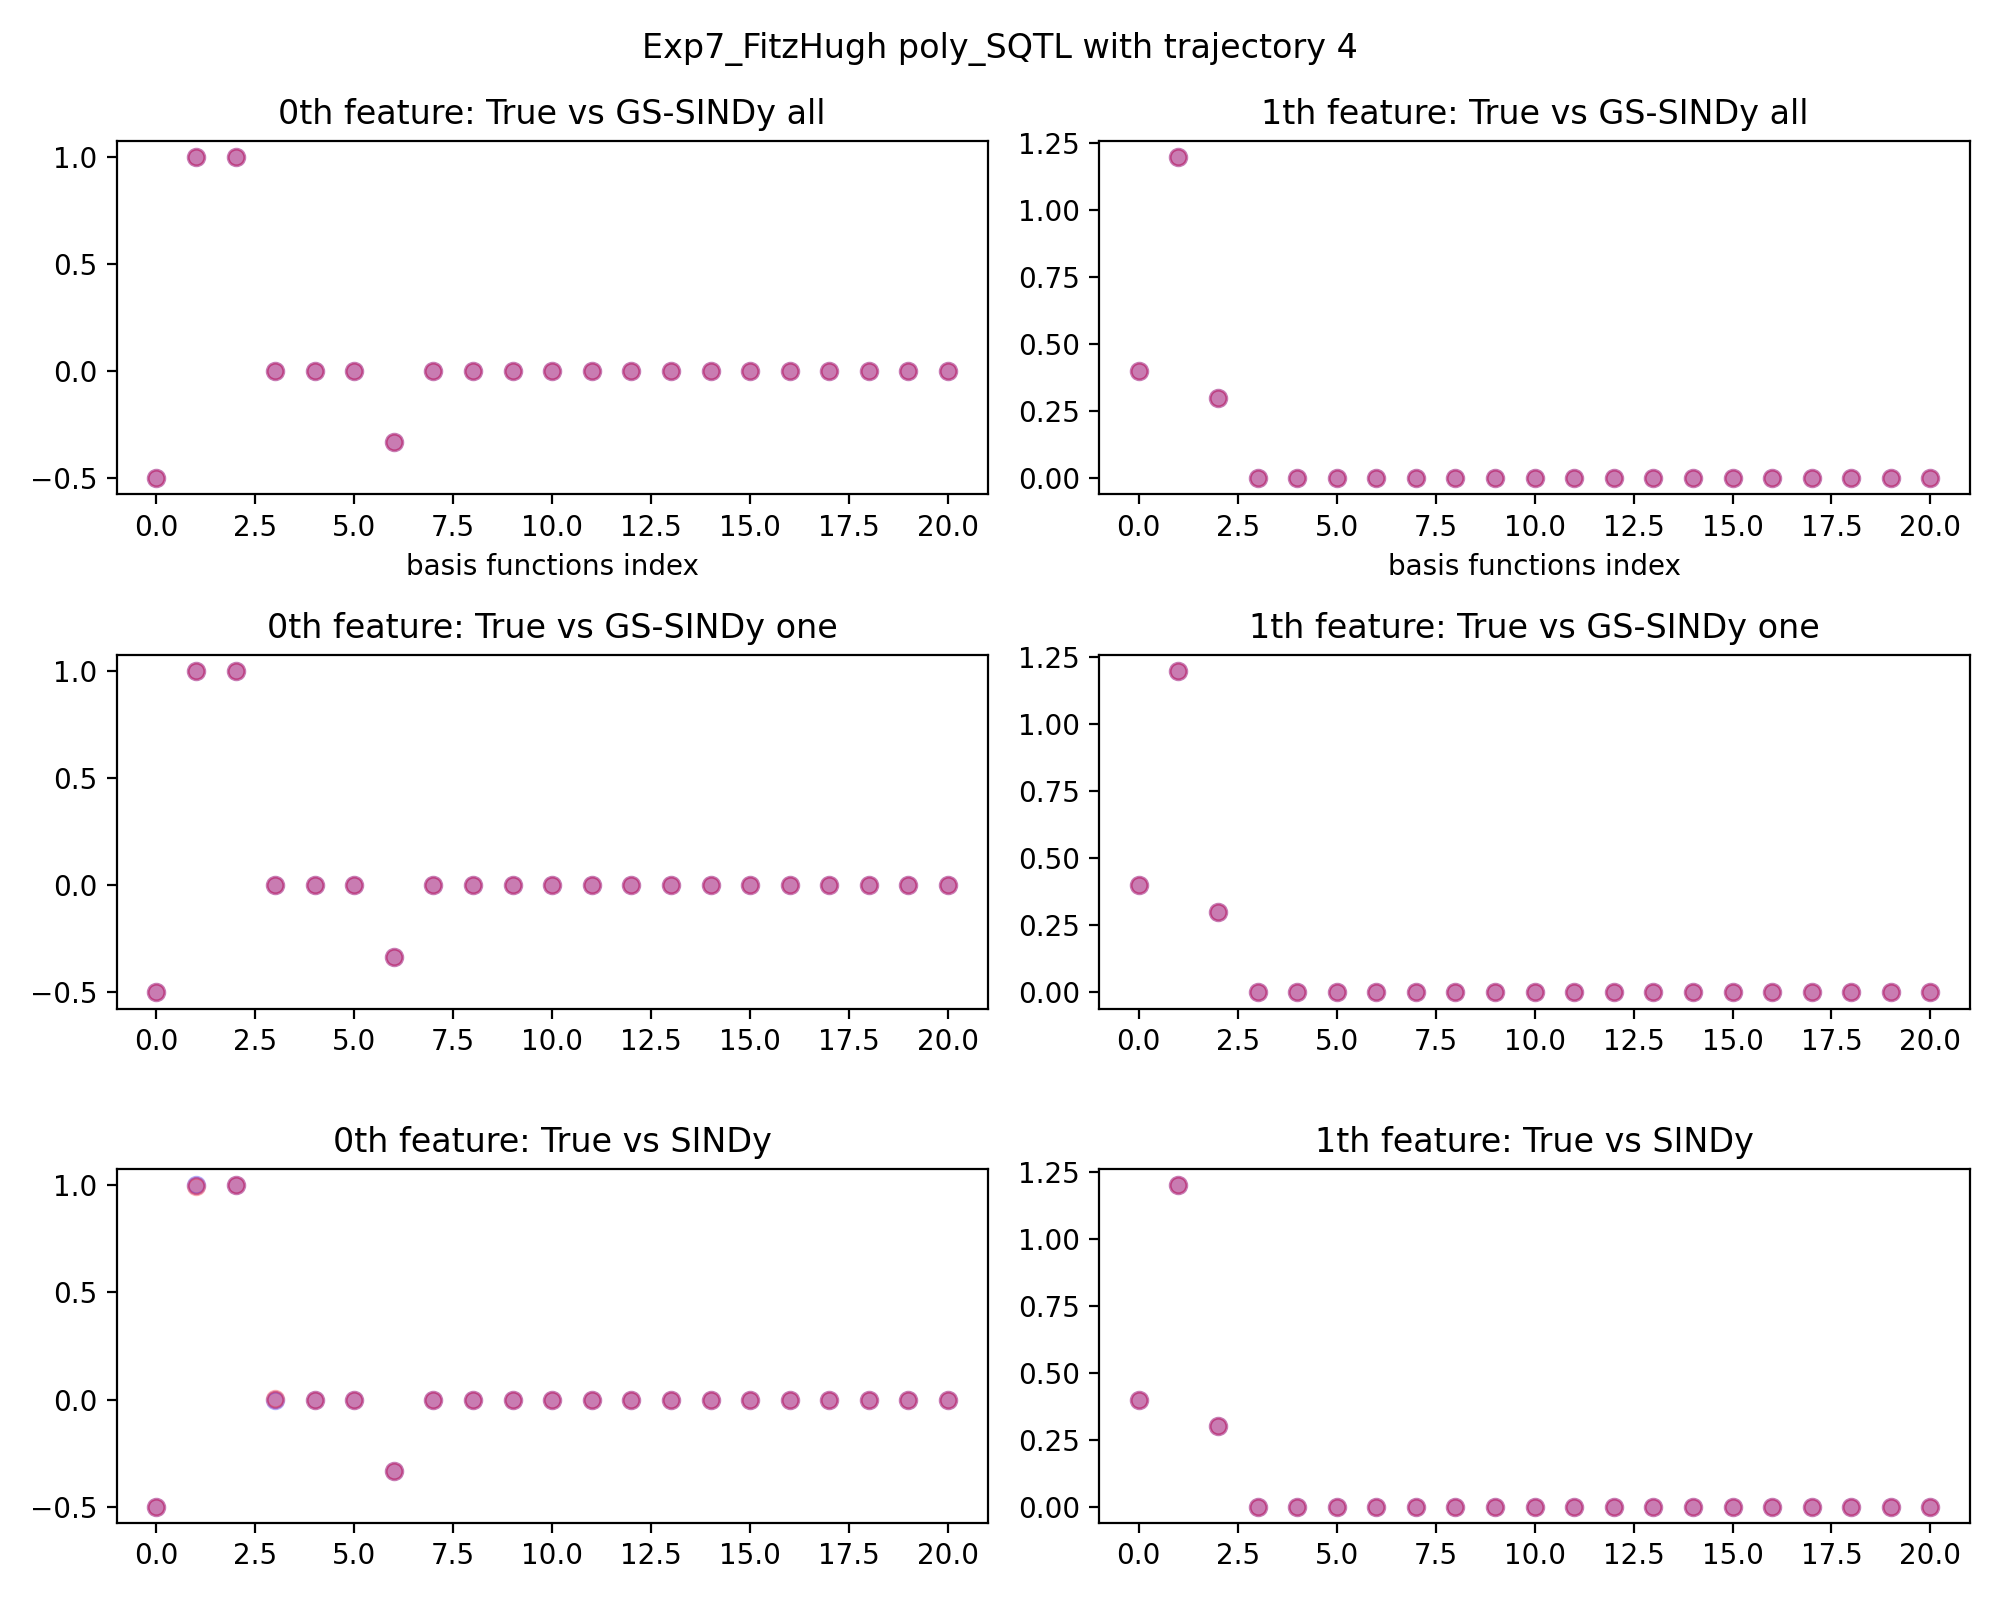 Exp7_FitzHugh poly_SQTL with trajectory 4
0th feature: True vs GS-SINDy all
1.0
0.5
0.0
−0.5
0.0 2.5 5.0 7.5 10.0 12.5 15.0 17.5 20.0
basis functions index
1th feature: True vs GS-SINDy all
1.25
1.00
0.75
0.50
0.25
0.00
0.0 2.5 5.0 7.5 10.0 12.5 15.0 17.5 20.0
basis functions index
0th feature: True vs GS-SINDy one
1.0
0.5
0.0
−0.5
0.0 2.5 5.0 7.5 10.0 12.5 15.0 17.5 20.0
1th feature: True vs GS-SINDy one
1.25
1.00
0.75
0.50
0.25
0.00
0.0 2.5 5.0 7.5 10.0 12.5 15.0 17.5 20.0
0th feature: True vs SINDy
1.0
0.5
0.0
−0.5
0.0 2.5 5.0 7.5 10.0 12.5 15.0 17.5 20.0
1th feature: True vs SINDy
1.25
1.00
0.75
0.50
0.25
0.00
0.0 2.5 5.0 7.5 10.0 12.5 15.0 17.5 20.0